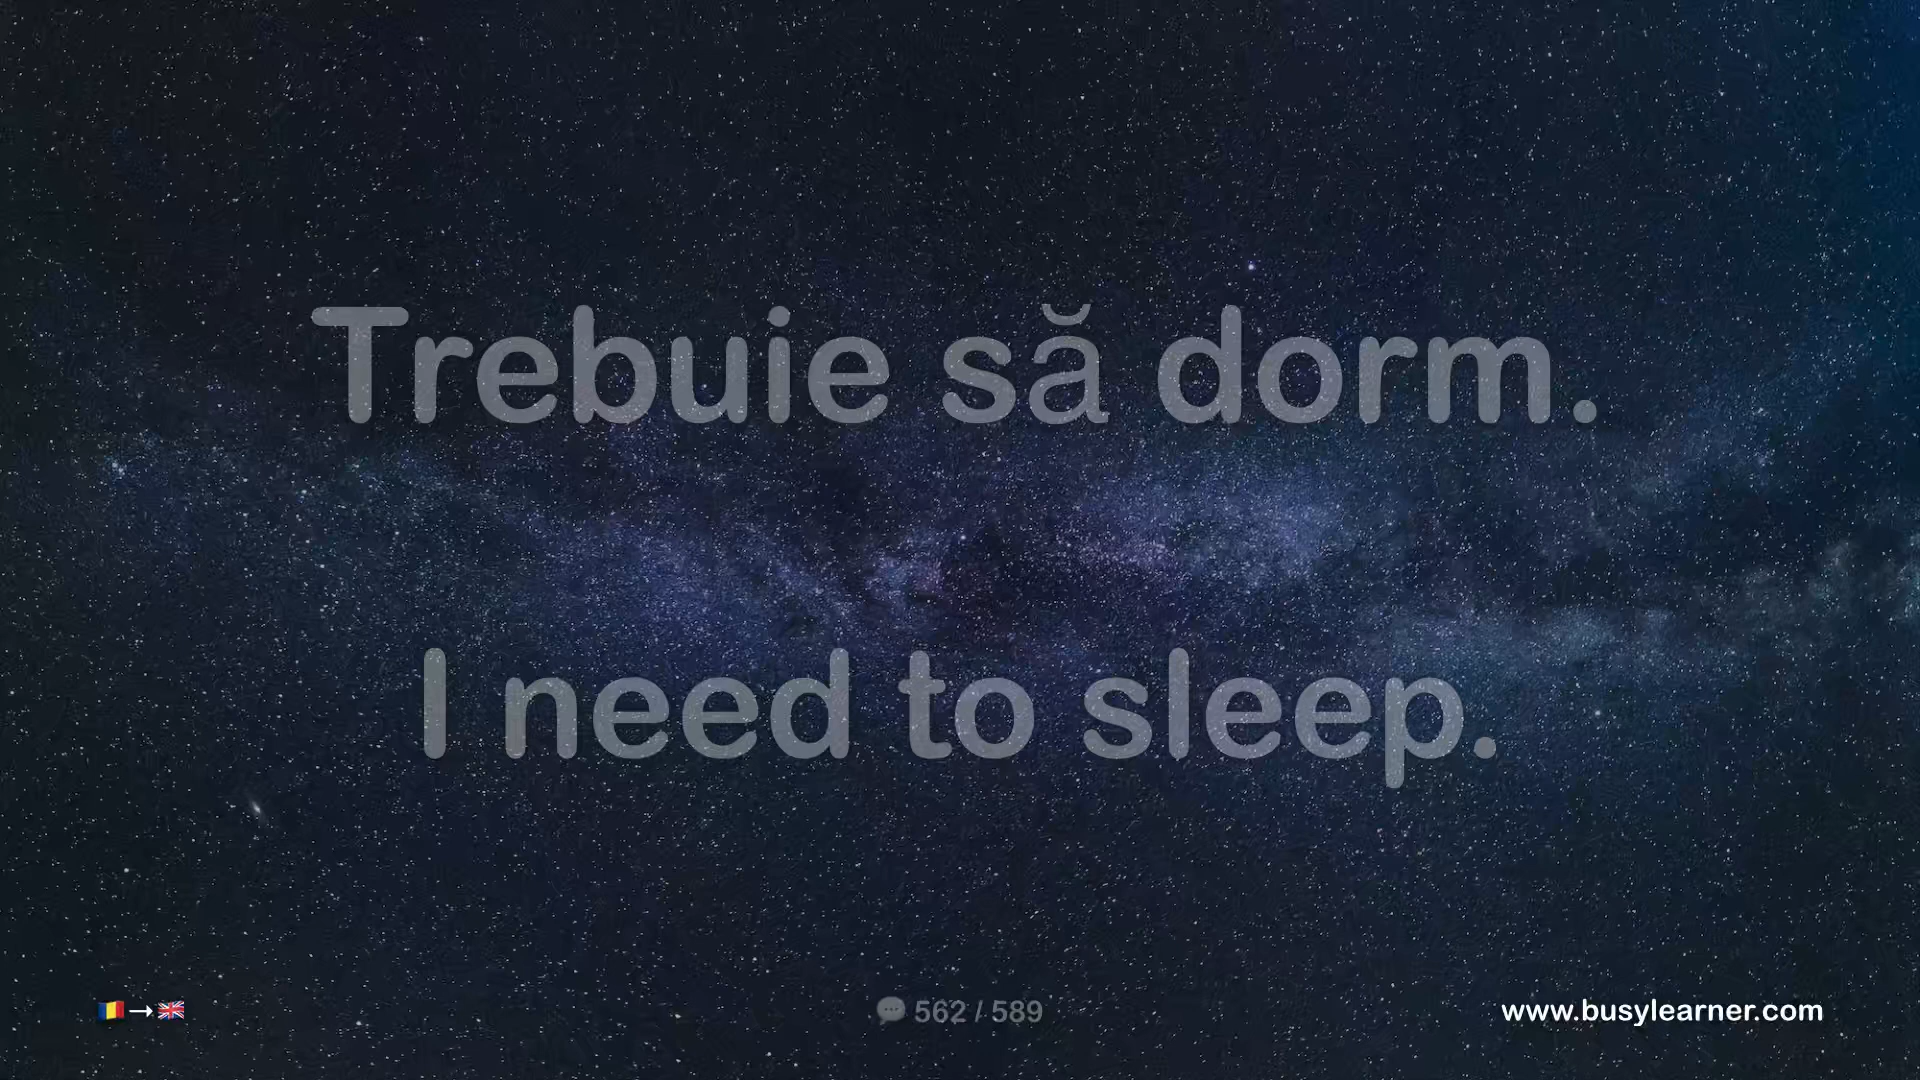 Trebuie să dorm.
I need to sleep.
562 / 589
www.busylearner.com